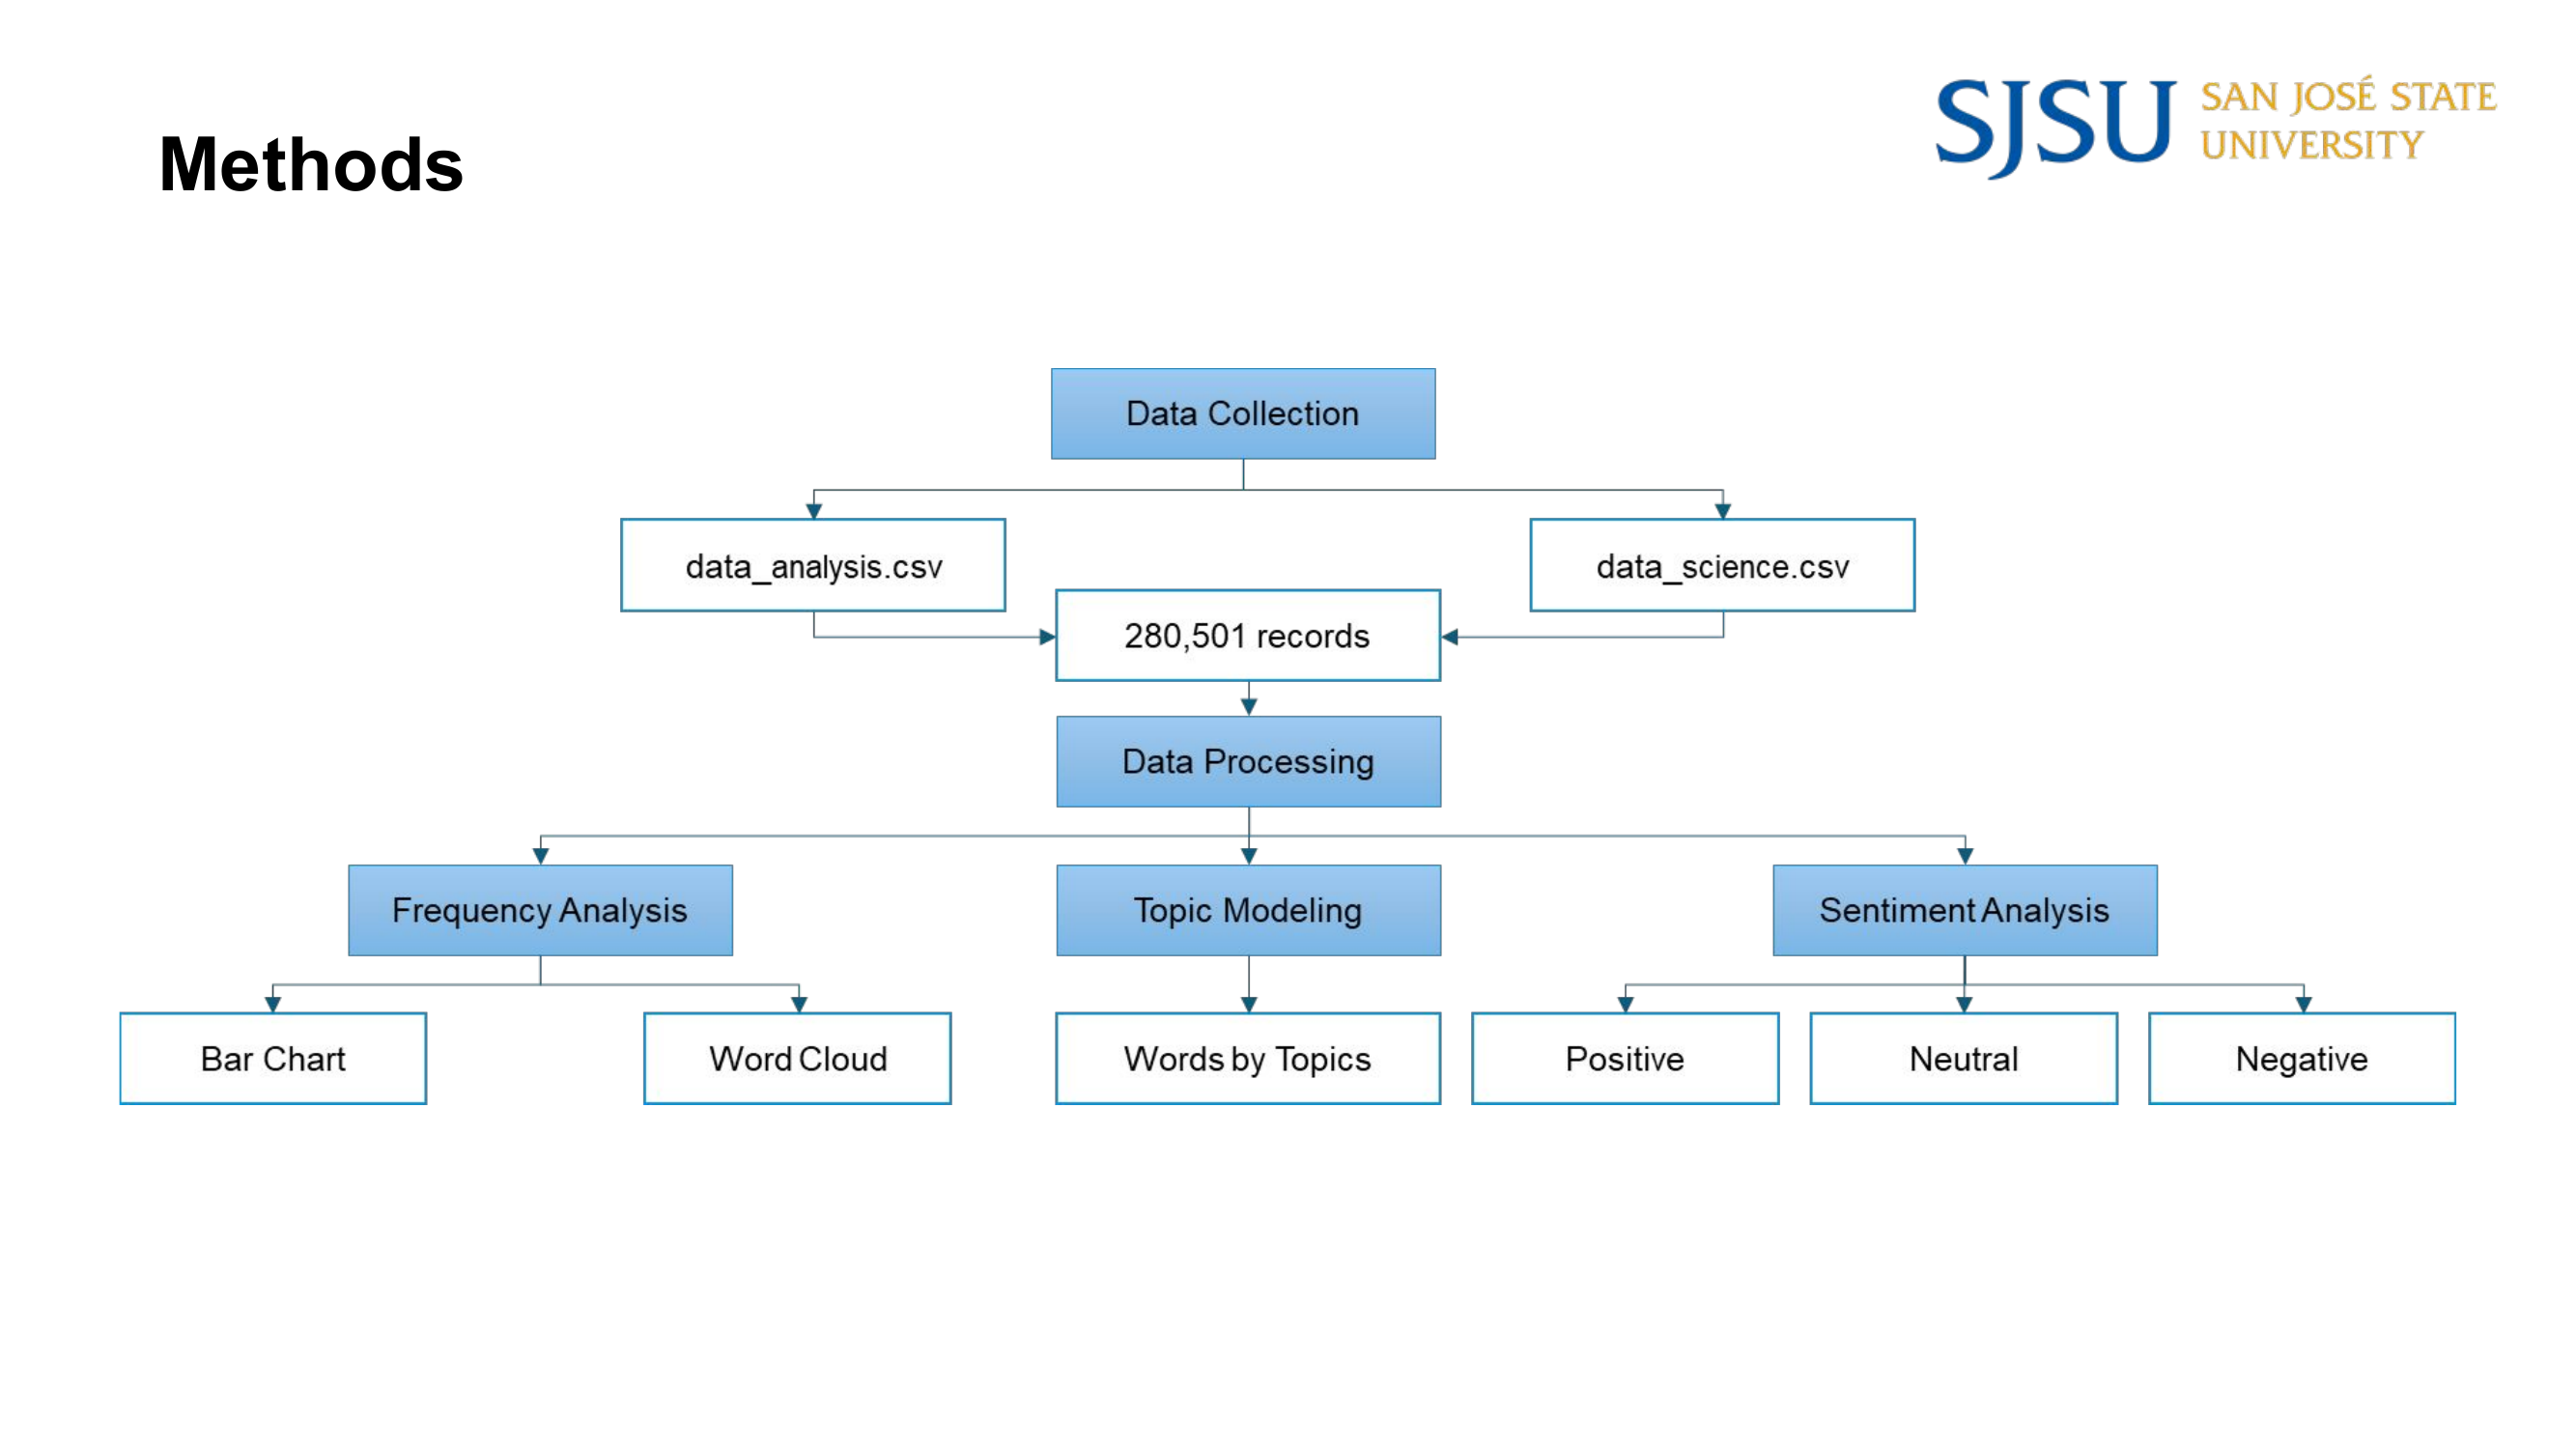 SJSU SAN JOSÉ STATE
UNIVERSITY
Methods
Data Collection
data_analysis.csv
data_science.csv
280,501 records
Data Processing
Frequency Analysis
Topic Modeling
Sentiment Analysis
Bar Chart
Word Cloud
Words by Topics
Positive
Neutral
Negative